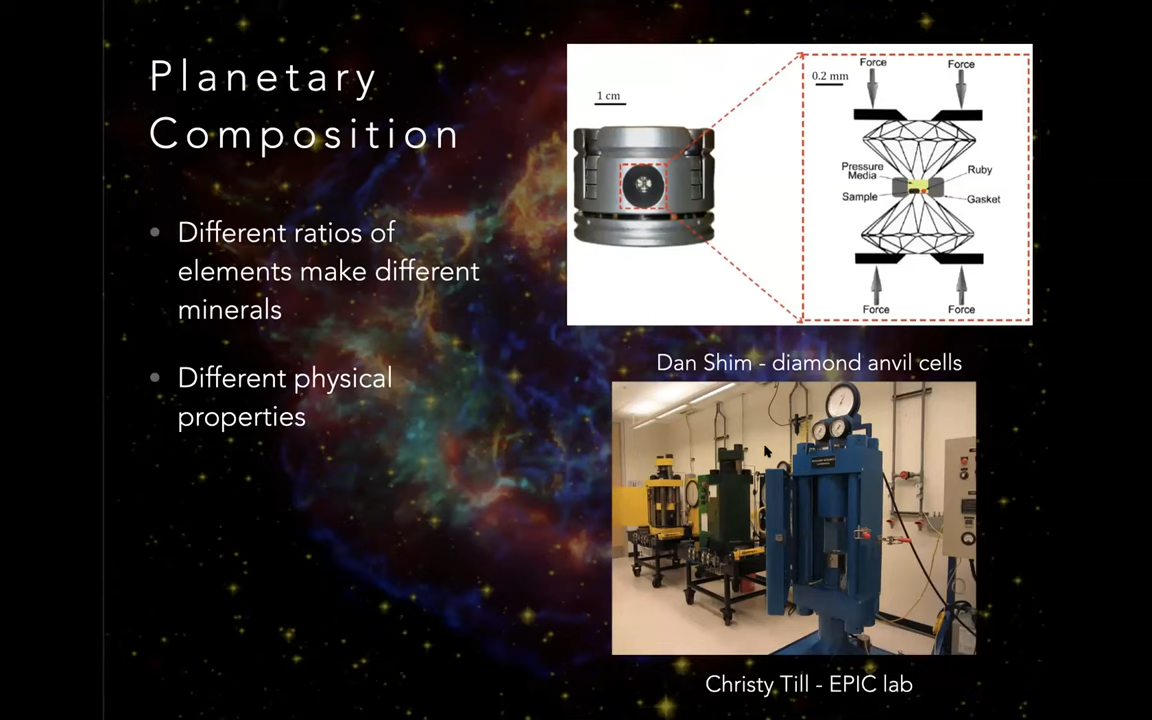 Planetary
Composition
Different ratios of
elements make different
minerals
Different physical
properties
1 cm
0.2 mm
Force
Force
Pressure
Media
Ruby
Sample
Gasket
Force
Force
Dan Shim - diamond anvil cells
Christy Till - EPIC lab